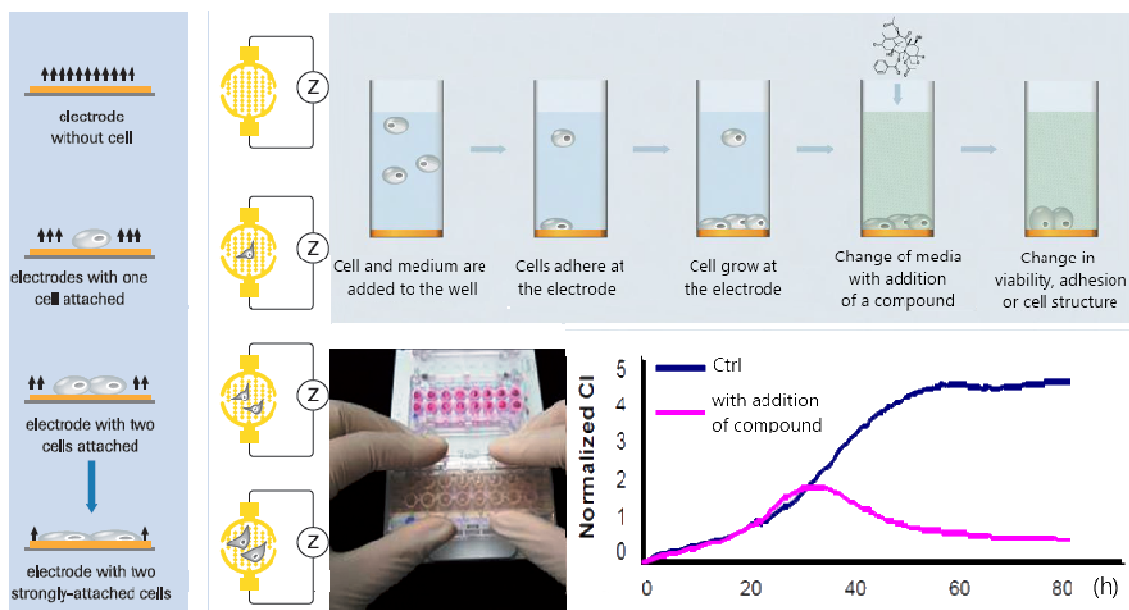 electrode
without cell
electrodes with one
cell attached
electrode with two
cells attached
electrode with two
strongly-attached cells
Z
Z
Z
Z
Cell and medium are
added to the well
Cells adhere at
the electrode
Cell grow at
the electrode
Change of media
with addition
of a compound
Change in
viability, adhesion
or cell structure
Normalized CI
5
4
3
2
1
0
Ctrl
with addition
of compound
0
20
40
60
80
(h)